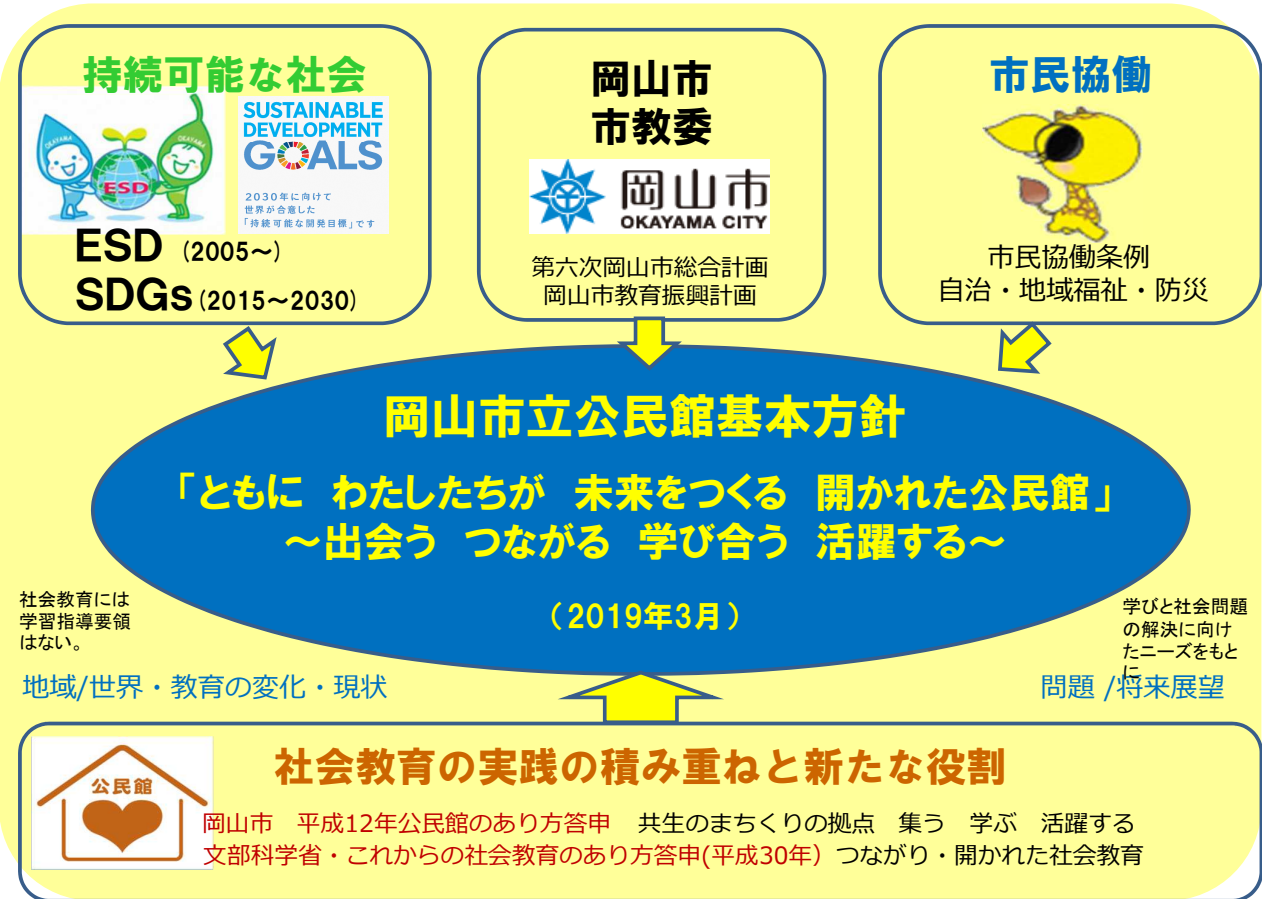 持続可能な社会
OKAYAMA
OKAYAMA
ESD
SUSTAINABLE
DEVELOPMENT
GOALS
2030年に向けて
世界が合意した
「持続可能な開発目標」です
ESD (2005～)
SDGs(2015～2030)
岡山市
市教委
岡山市
OKAYAMA CITY
第六次岡山市総合計画
岡山市教育振興計画
市民協働
市民協働条例
自治・地域福祉・防災
岡山市立公民館基本方針
「ともに わたしたちが 未来をつくる 開かれた公民館」
～出会う つながる 学び合う 活躍する～
（2019年3月）
社会教育には
学習指導要領
はない。
学びと社会問題
の解決に向け
たニーズをもと
に
地域/世界・教育の変化・現状
問題 /将来展望
公民館
社会教育の実践の積み重ねと新たな役割
岡山市　平成12年公民館のあり方答申　共生のまちくりの拠点　集う　学ぶ　活躍する
文部科学省・これからの社会教育のあり方答申(平成30年）つながり・開かれた社会教育